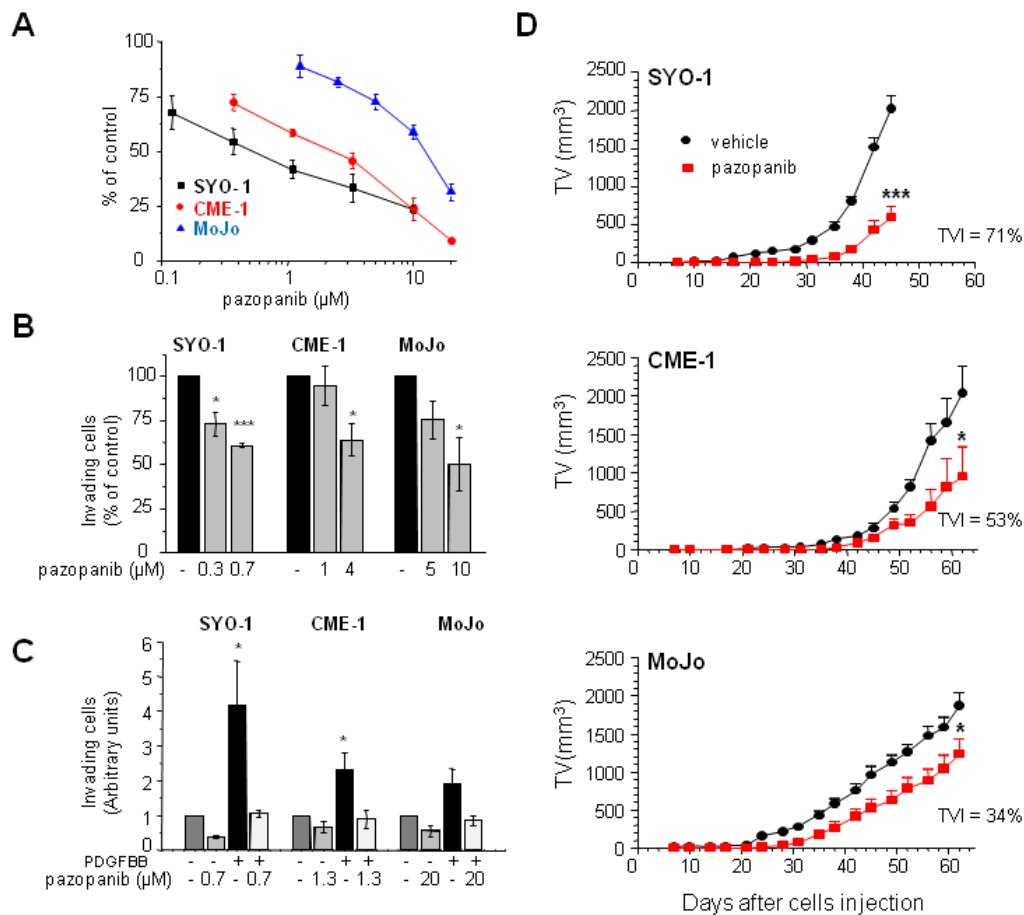 A
% of control
100
75
50
25
0
SYO-1
CME-1
MoJo
0.1
1
10
pazopanib (µM)
B
SYO-1
CME-1
MoJo
Invading cells
(% of control)
100
75
50
25
0
*
***
*
*
pazopanib (µM) - 0.3 0.7 - 1 4 - 5 10
C
SYO-1
CME-1
MoJo
Invading cells
(Arbitrary units)
6
5
4
3
2
1
0
*
*
PDGFBB - - + + - - + + - - + +
pazopanib (µM) - 0.7 - 0.7 - 1.3 - 1.3 - 20 - 20
D
SYO-1
TV (mm³)
2500
2000
1500
1000
500
0
vehicle
pazopanib
***
TVI = 71%
0 10 20 30 40 50 60
CME-1
TV (mm³)
2500
2000
1500
1000
500
0
*
TVI = 53%
0 10 20 30 40 50 60
MoJo
TV(mm³)
2500
2000
1500
1000
500
0
*
TVI = 34%
0 10 20 30 40 50 60
Days after cells injection